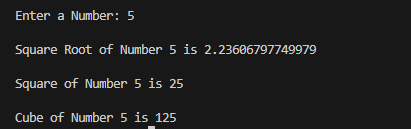 Enter a Number: 5
Square Root of Number 5 is 2.23606797749979
Square of Number 5 is 25
Cube of Number 5 is 125